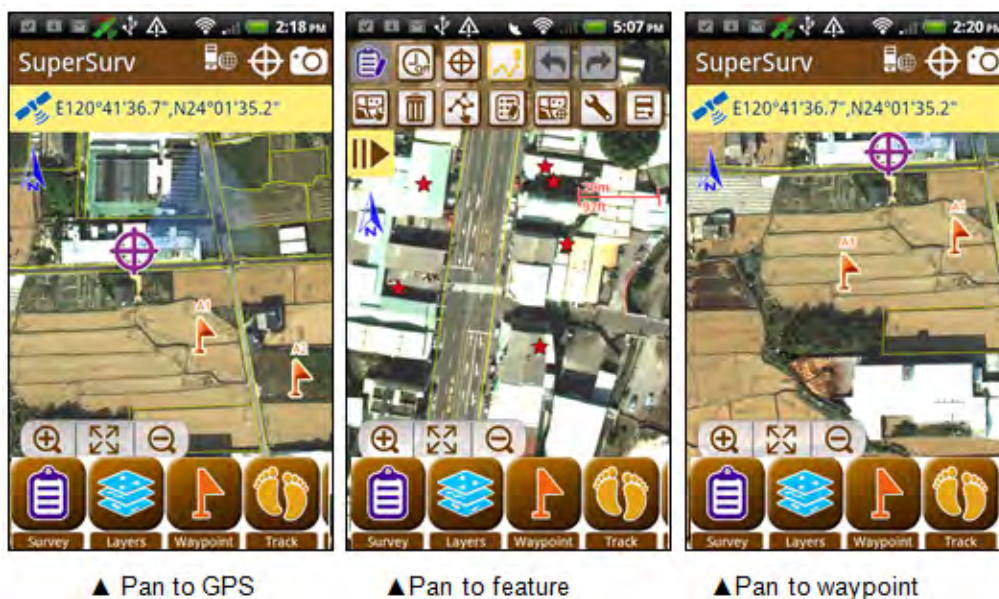 2:18 PM
SuperSurv
E120°41'36.7",N24°01'35.2"
A1
A2
Survey
Layers
Waypoint
Track
▲ Pan to GPS
5:07 PM
97ft
Survey
Layers
Waypoint
Track
▲Pan to feature
2:20 PM
SuperSurv
E120°41'36.7",N24°01'35.2"
N
A1
Survey
Layers
Waypoint
Track
▲Pan to waypoint